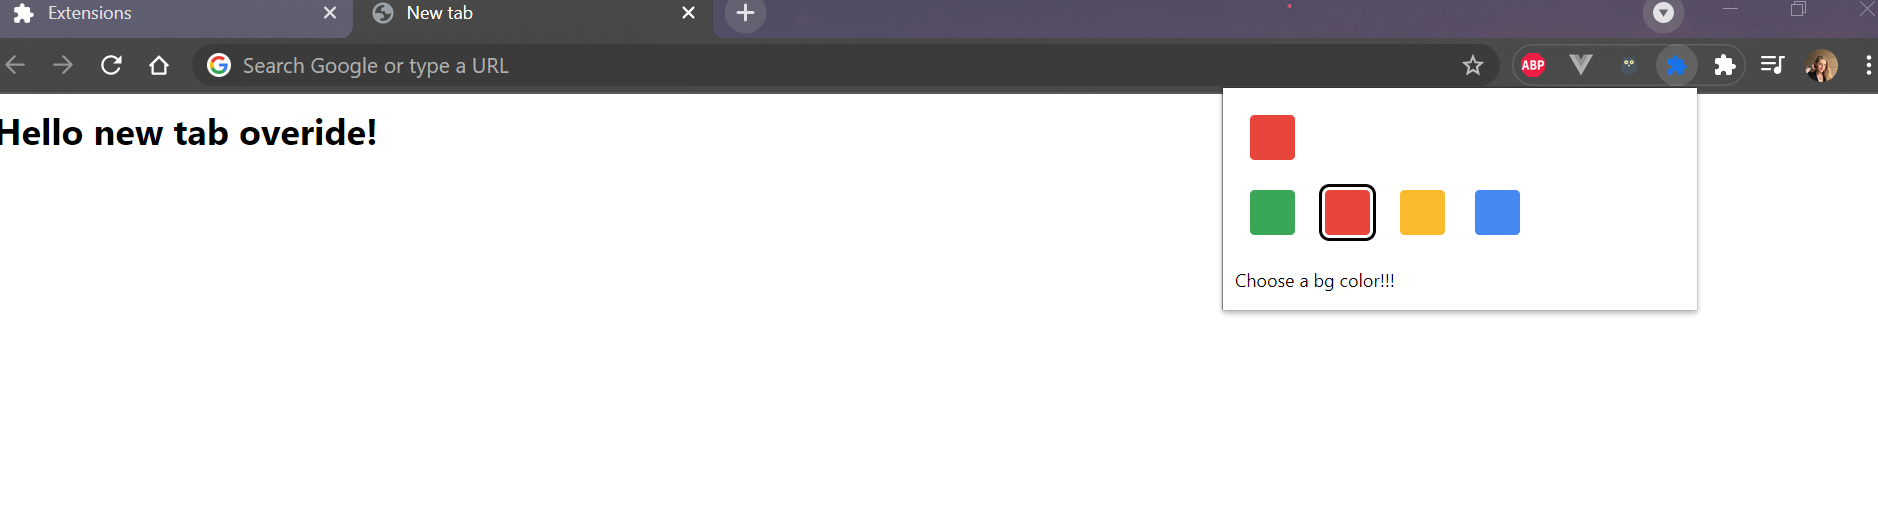 Extensions
New tab
Search Google or type a URL
ABP
Hello new tab overide!
Choose a bg color!!!